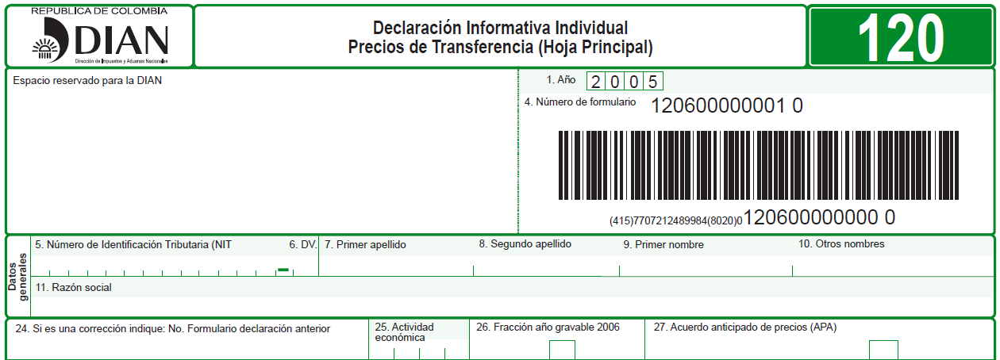 REPUBLICA DE COLOMBIA
DIAN
Dirección de Impuestos y Aduanas Nacionales
Declaración Informativa Individual
Precios de Transferencia (Hoja Principal)
120
Espacio reservado para la DIAN
1. Año 2 0 0 5
4. Número de formulario 120600000001 0
(415)7707212489984(8020)0120600000000 0
Datos generales
5. Número de Identificación Tributaria (NIT 6. DV. 7. Primer apellido 8. Segundo apellido 9. Primer nombre 10. Otros nombres
11. Razón social
24. Si es una corrección indique: No. Formulario declaración anterior 25. Actividad económica 26. Fracción año gravable 2006 27. Acuerdo anticipado de precios (APA)